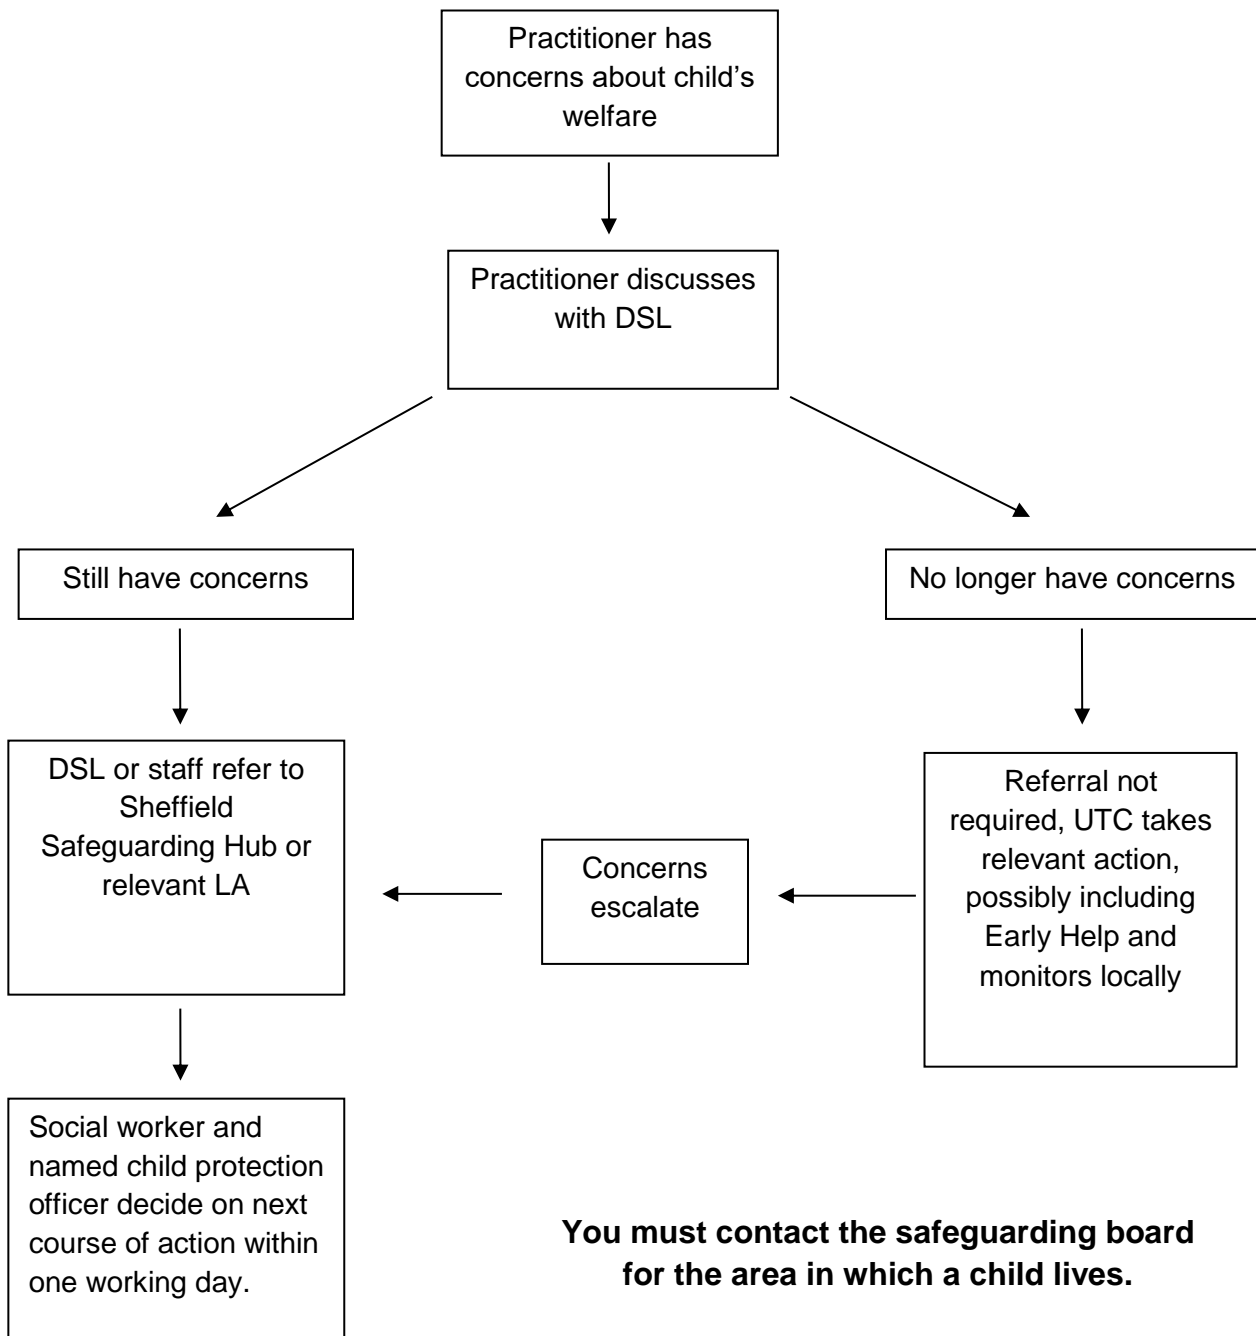 Practitioner has
concerns about child’s
welfare
Practitioner discusses
with DSL
Still have concerns
No longer have concerns
DSL or staff refer to
Sheffield
Safeguarding Hub or
relevant LA
Concerns
escalate
Referral not
required, UTC takes
relevant action,
possibly including
Early Help and
monitors locally
Social worker and
named child protection
officer decide on next
course of action within
one working day.
You must contact the safeguarding board
for the area in which a child lives.